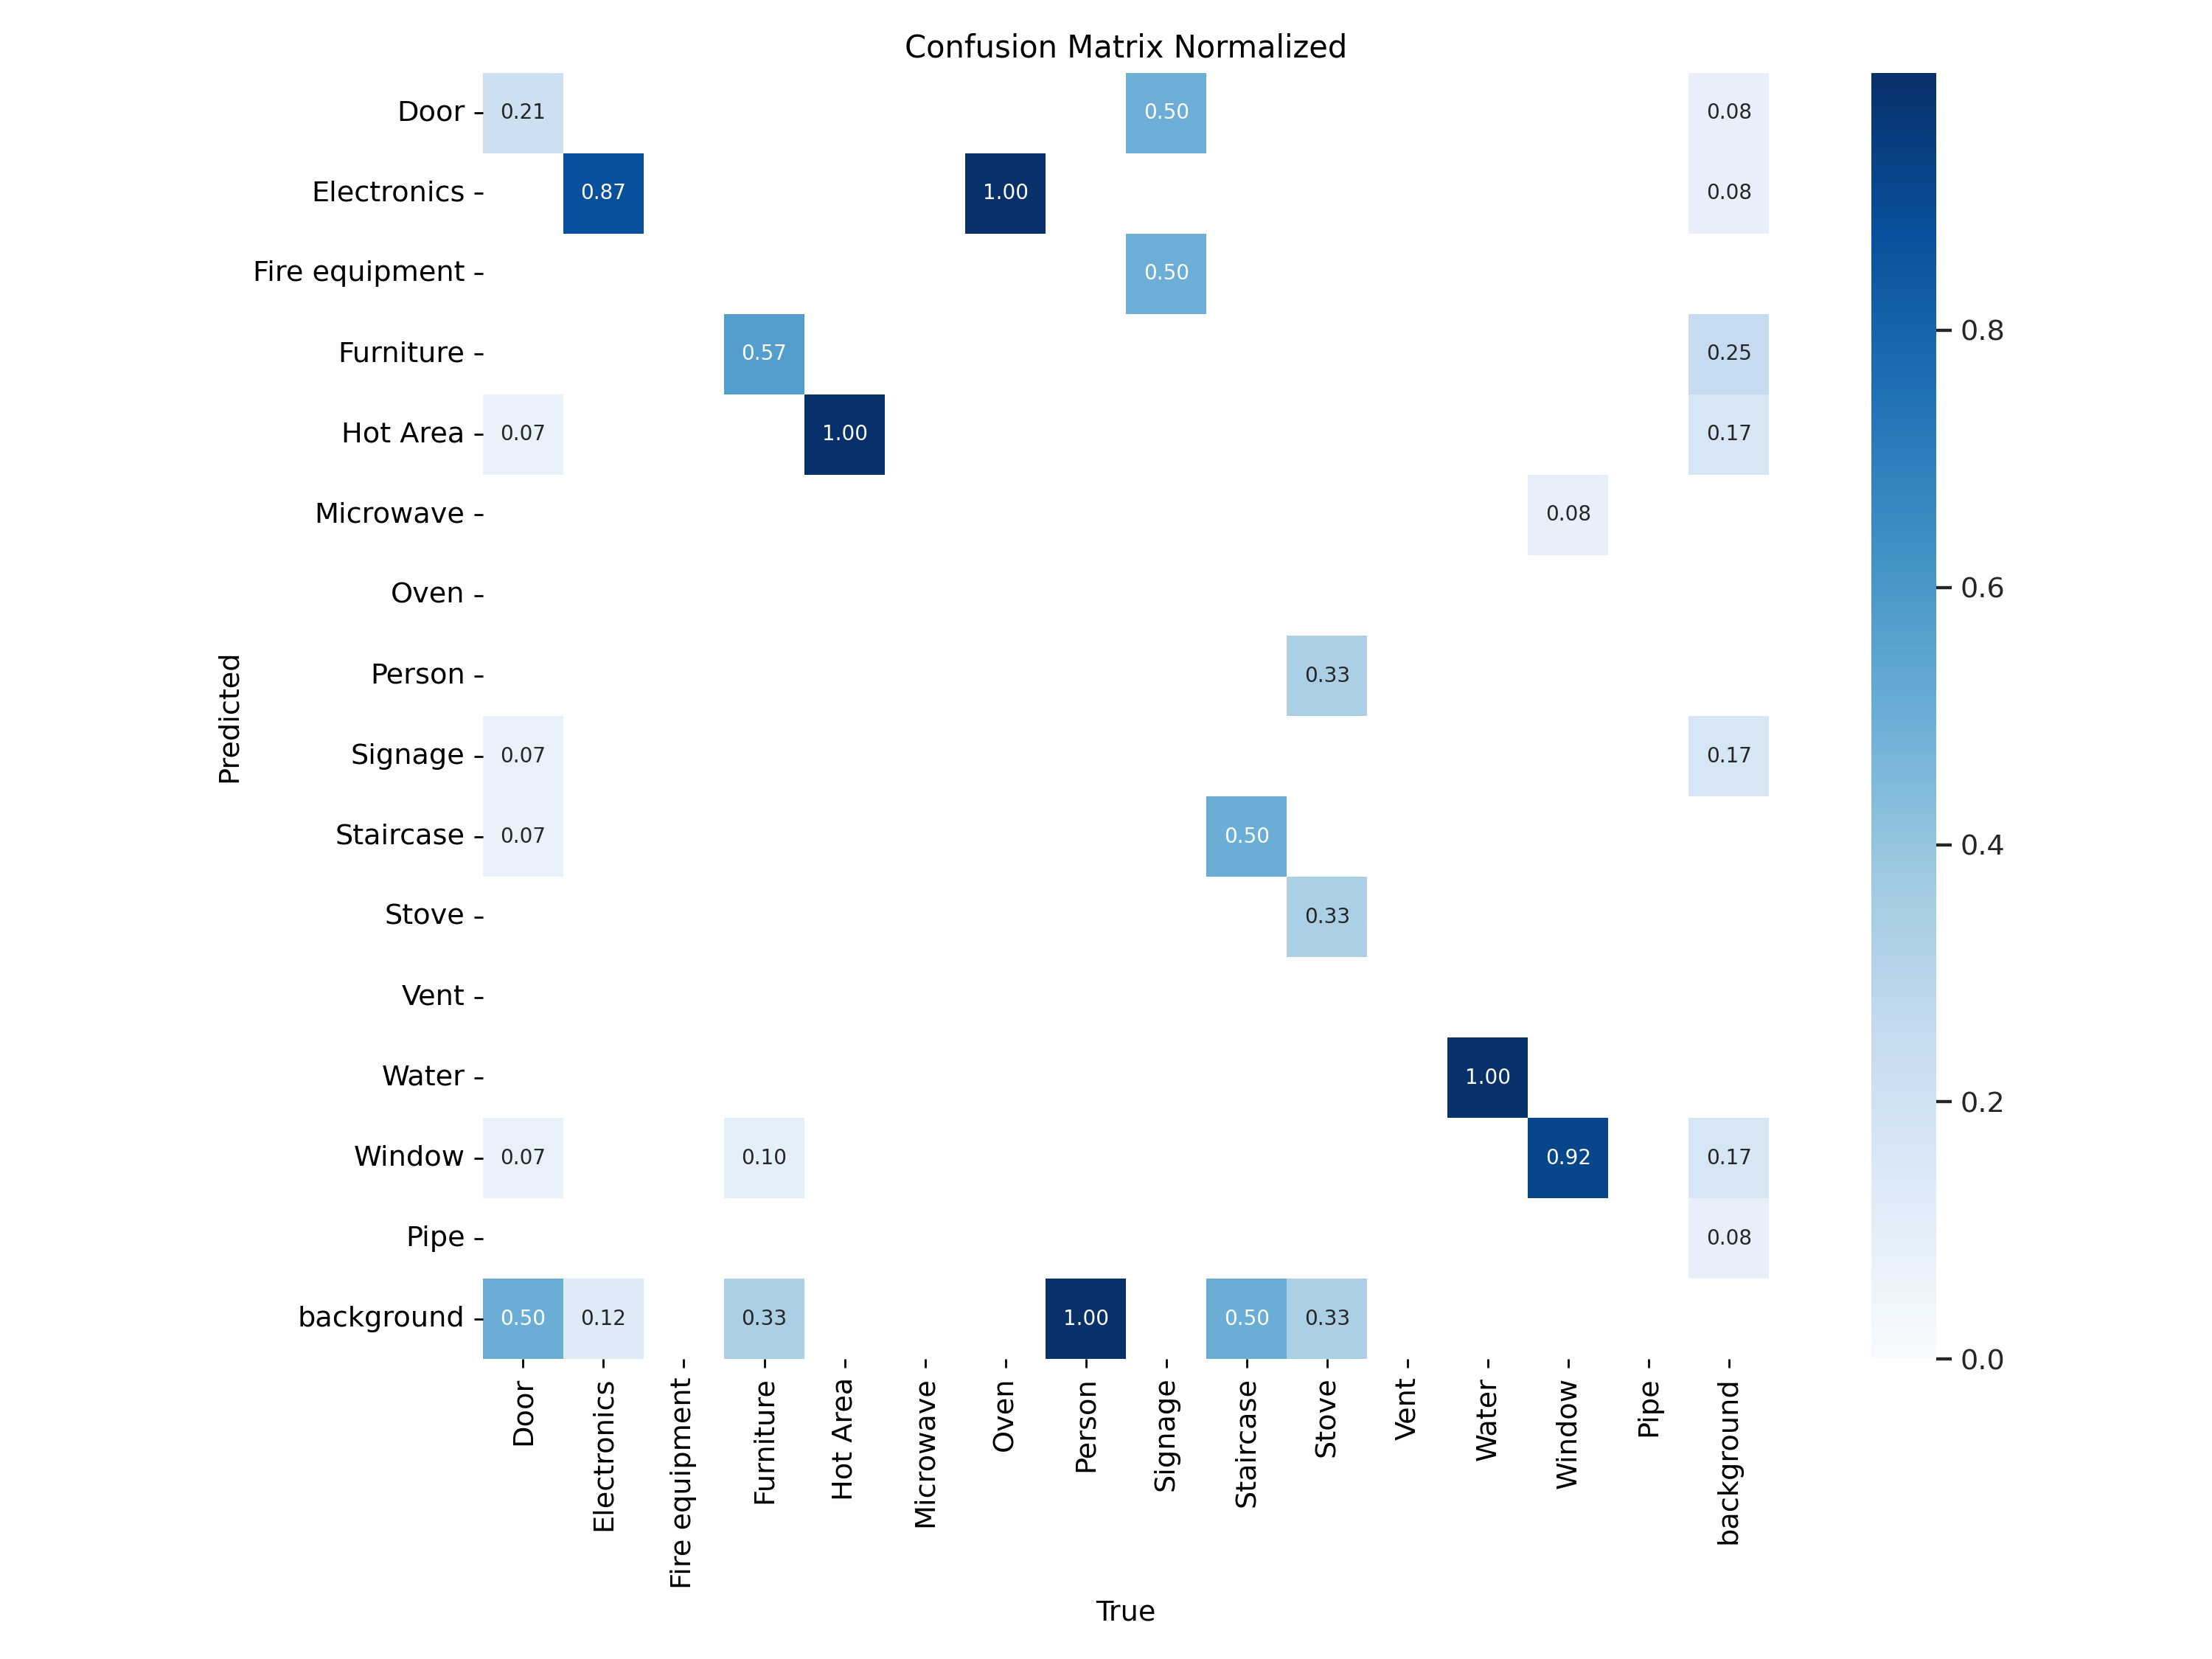 Confusion Matrix Normalized
Door 0.21 0.50 0.08
Electronics 0.87 1.00 0.08
Fire equipment 0.50
Furniture 0.57 0.25
Hot Area 0.07 1.00 0.17
Microwave 0.08
Oven
Person 0.33
Signage 0.07 0.17
Staircase 0.07 0.50
Stove 0.33
Vent
Water 1.00
Window 0.07 0.10 0.92 0.17
Pipe 0.08
background 0.50 0.12 0.33 1.00 0.50 0.33
Predicted
Door
Electronics
Fire equipment
Furniture
Hot Area
Microwave
Oven
Person
Signage
Staircase
Stove
Vent
Water
Window
Pipe
background
True
0.8
0.6
0.4
0.2
0.0